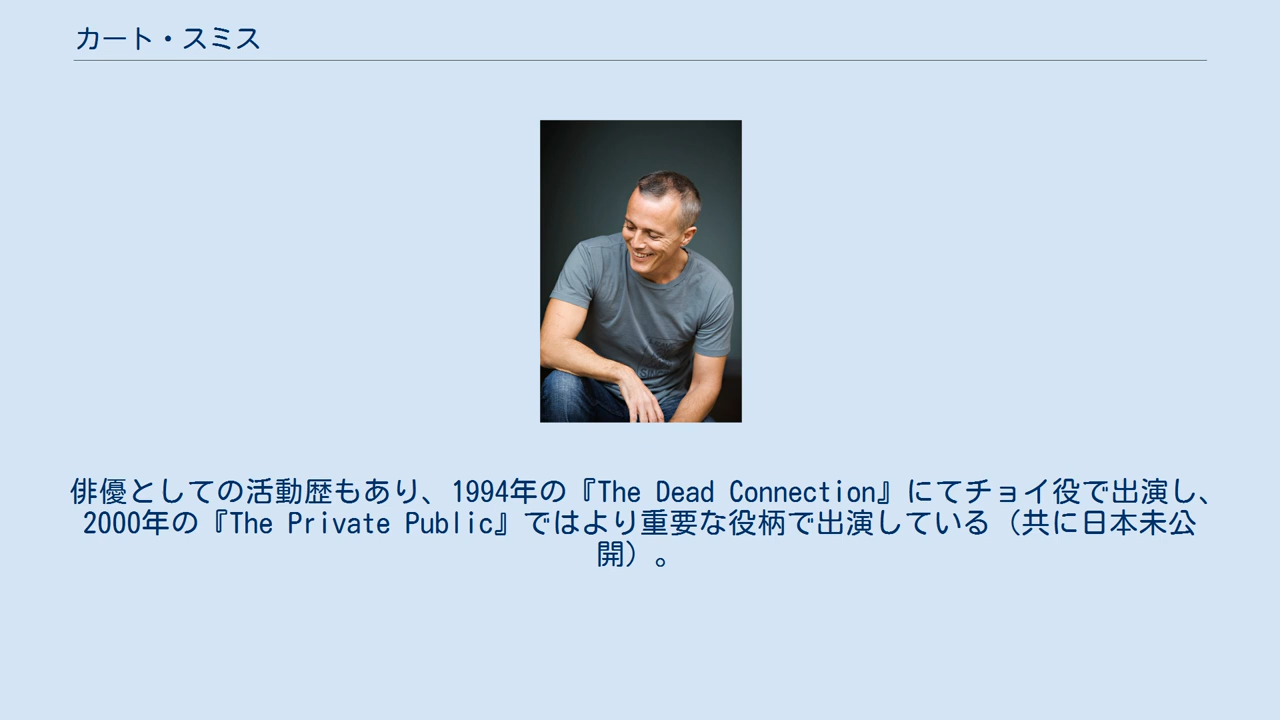 カート・スミス
俳優としての活動歴もあり、1994年の『The Dead Connection』にてチョイ役で出演し、
2000年の『The Private Public』ではより重要な役柄で出演している（共に日本未公
開）。